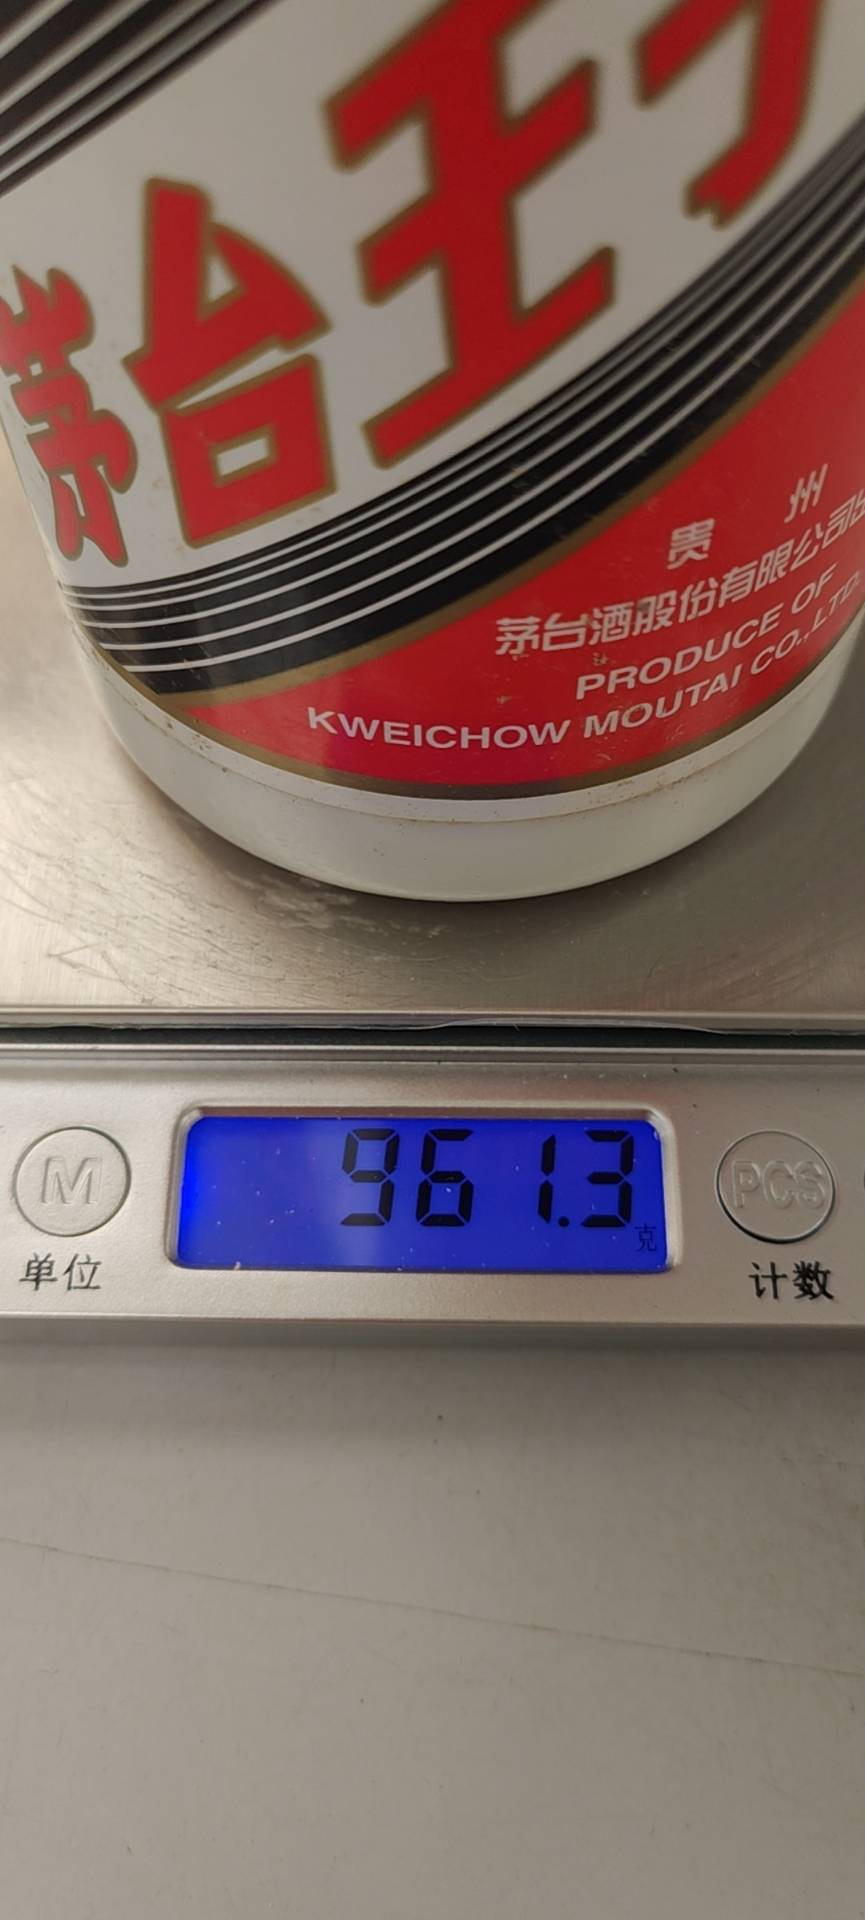 茅台王子
贵州
茅台酒股份有限公司
PRODUCE OF
KWEICHOW MOUTAI CO.,LTD.
961.3
克
M
单位
PCS
计数